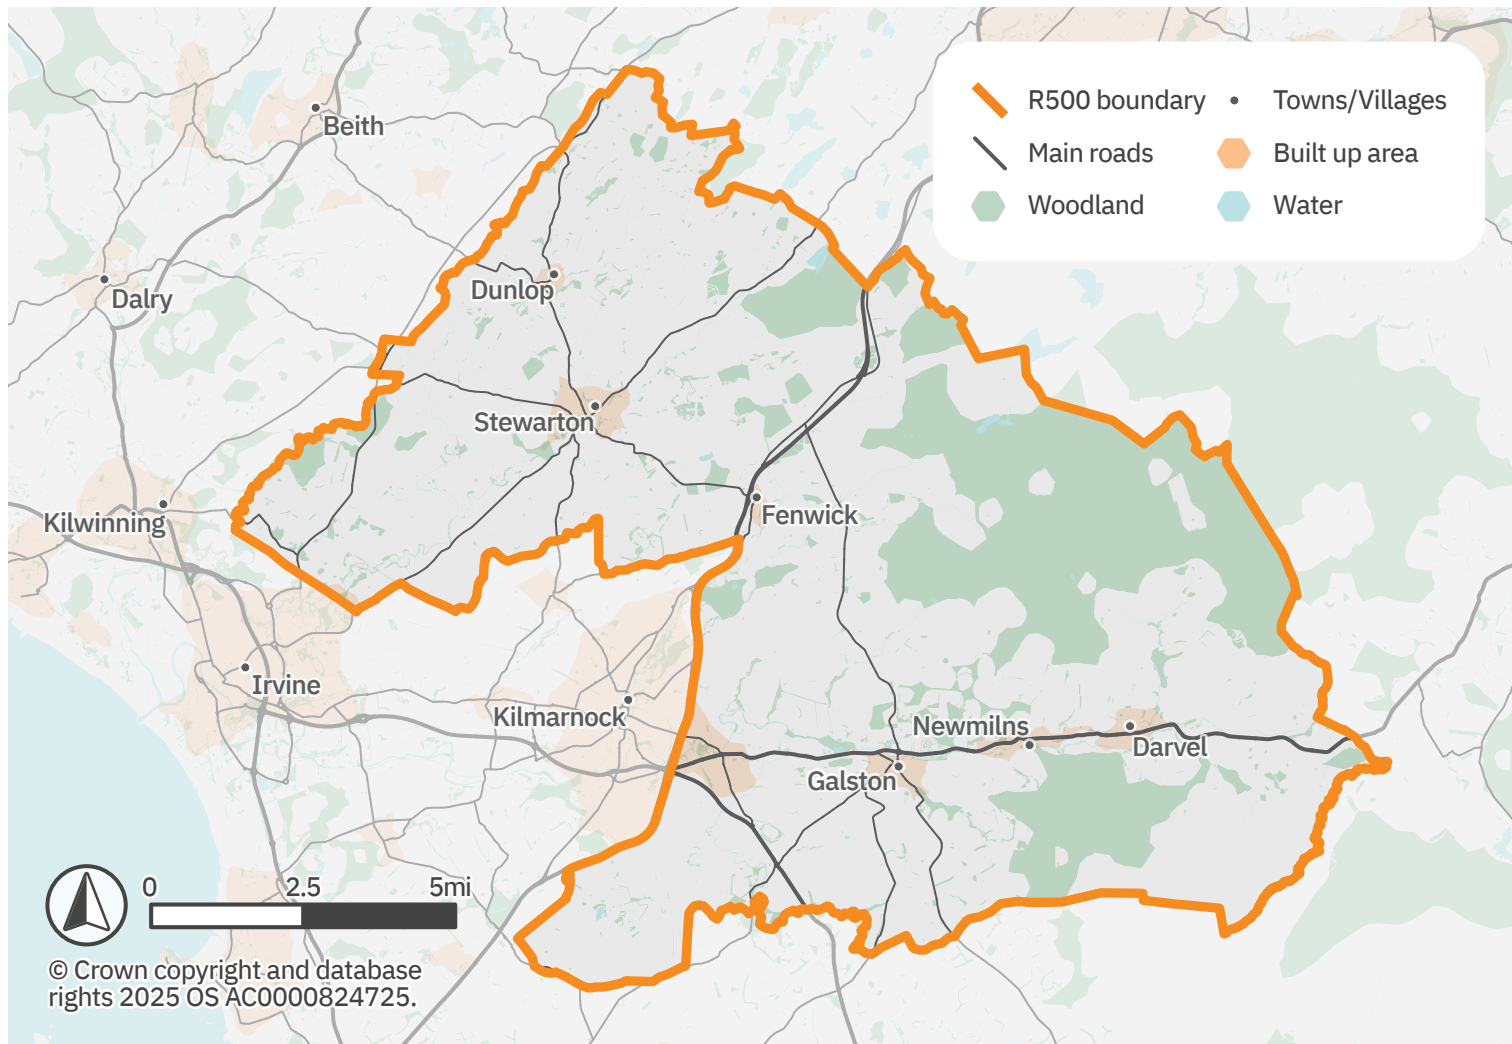 R500 boundary
Towns/Villages
Main roads
Built up area
Woodland
Water
Beith
Dalry
Dunlop
Stewarton
Kilwinning
Fenwick
Irvine
Kilmarnock
Newmilns
Darvel
Galston
0 2.5 5mi
© Crown copyright and database
rights 2025 OS AC0000824725.